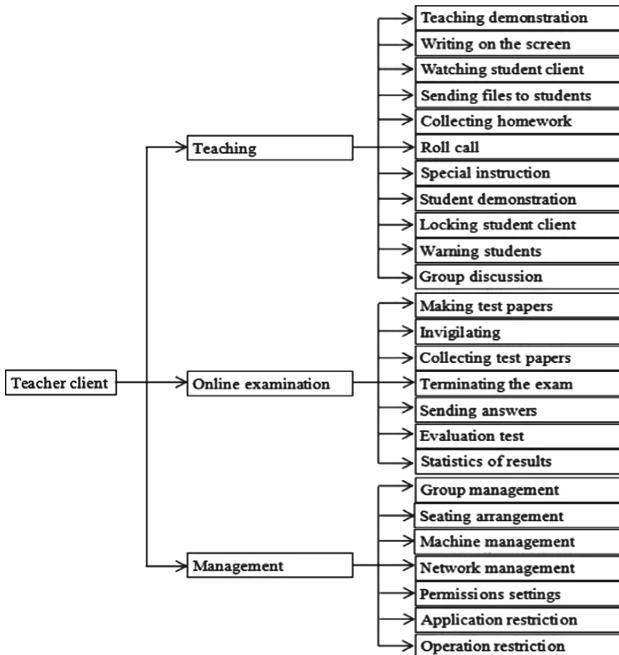 Teacher client
Teaching
Teaching demonstration
Writing on the screen
Watching student client
Sending files to students
Collecting homework
Roll call
Special instruction
Student demonstration
Locking student client
Warning students
Group discussion
Online examination
Making test papers
Invigilating
Collecting test papers
Terminating the exam
Sending answers
Evaluation test
Statistics of results
Management
Group management
Seating arrangement
Machine management
Network management
Permissions settings
Application restriction
Operation restriction